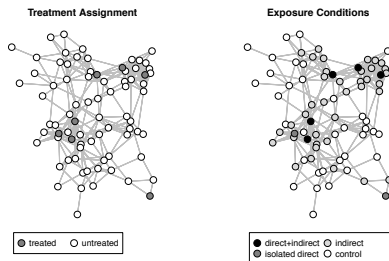 Treatment Assignment
Exposure Conditions
treated
untreated
direct+indirect
indirect
isolated direct
control